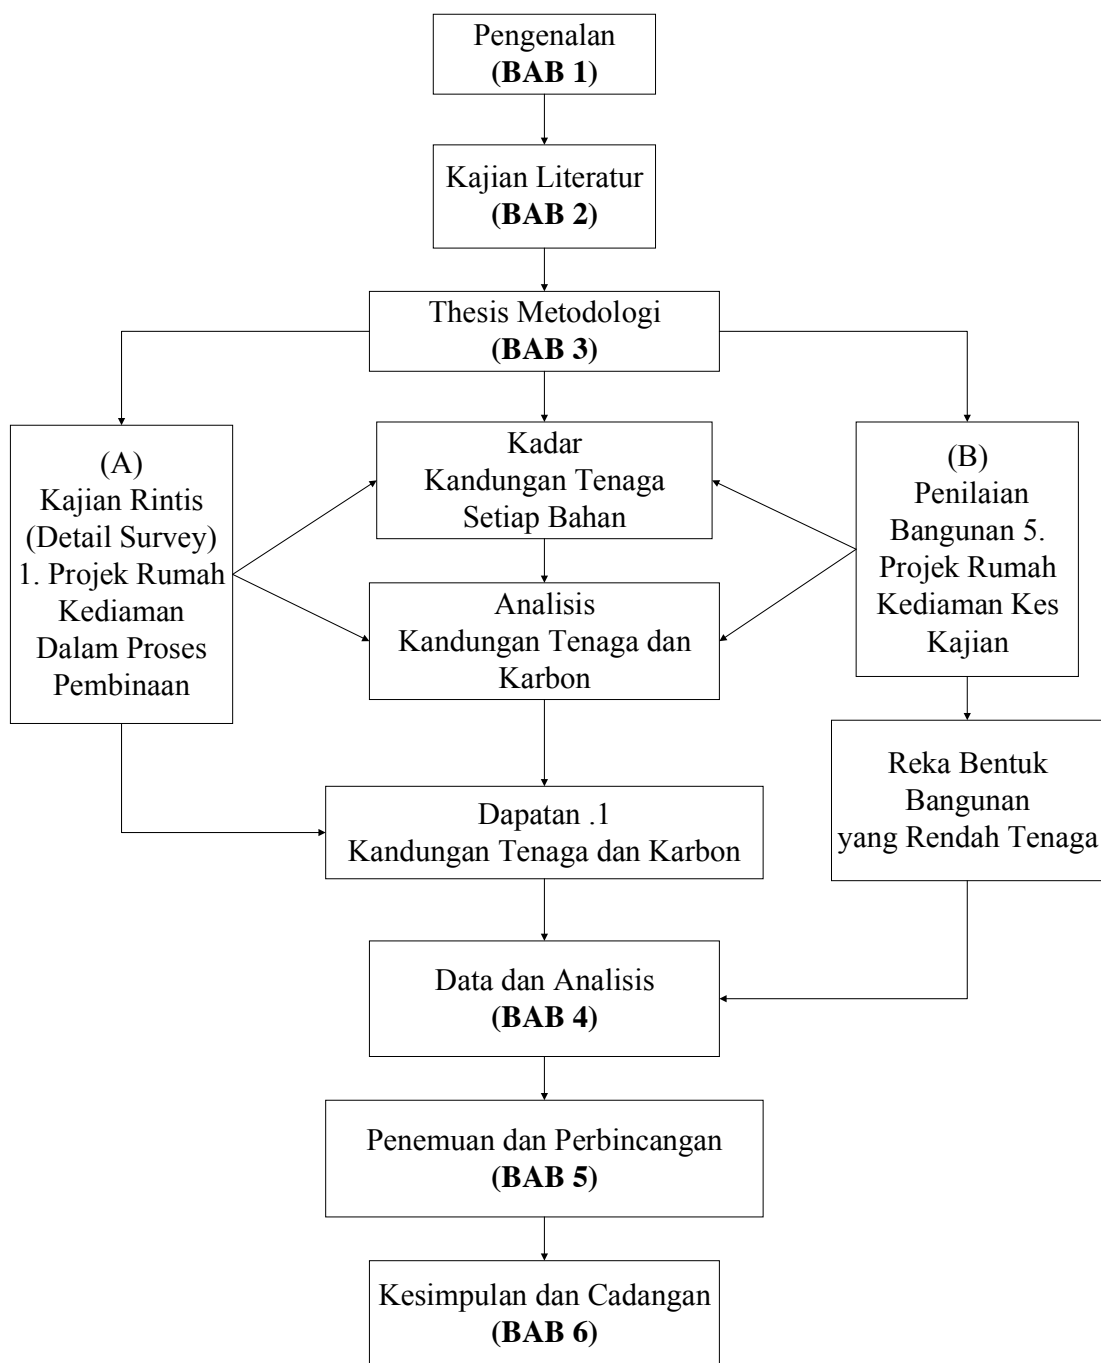 Pengenalan
(BAB 1)
Kajian Literatur
(BAB 2)
Thesis Metodologi
(BAB 3)
(A)
Kajian Rintis
(Detail Survey)
1. Projek Rumah
Kediaman
Dalam Proses
Pembinaan
Kadar
Kandungan Tenaga
Setiap Bahan
(B)
Penilaian
Bangunan 5.
Projek Rumah
Kediaman Kes
Kajian
Analisis
Kandungan Tenaga dan
Karbon
Reka Bentuk
Bangunan
yang Rendah Tenaga
Dapatan .1
Kandungan Tenaga dan Karbon
Data dan Analisis
(BAB 4)
Penemuan dan Perbincangan
(BAB 5)
Kesimpulan dan Cadangan
(BAB 6)